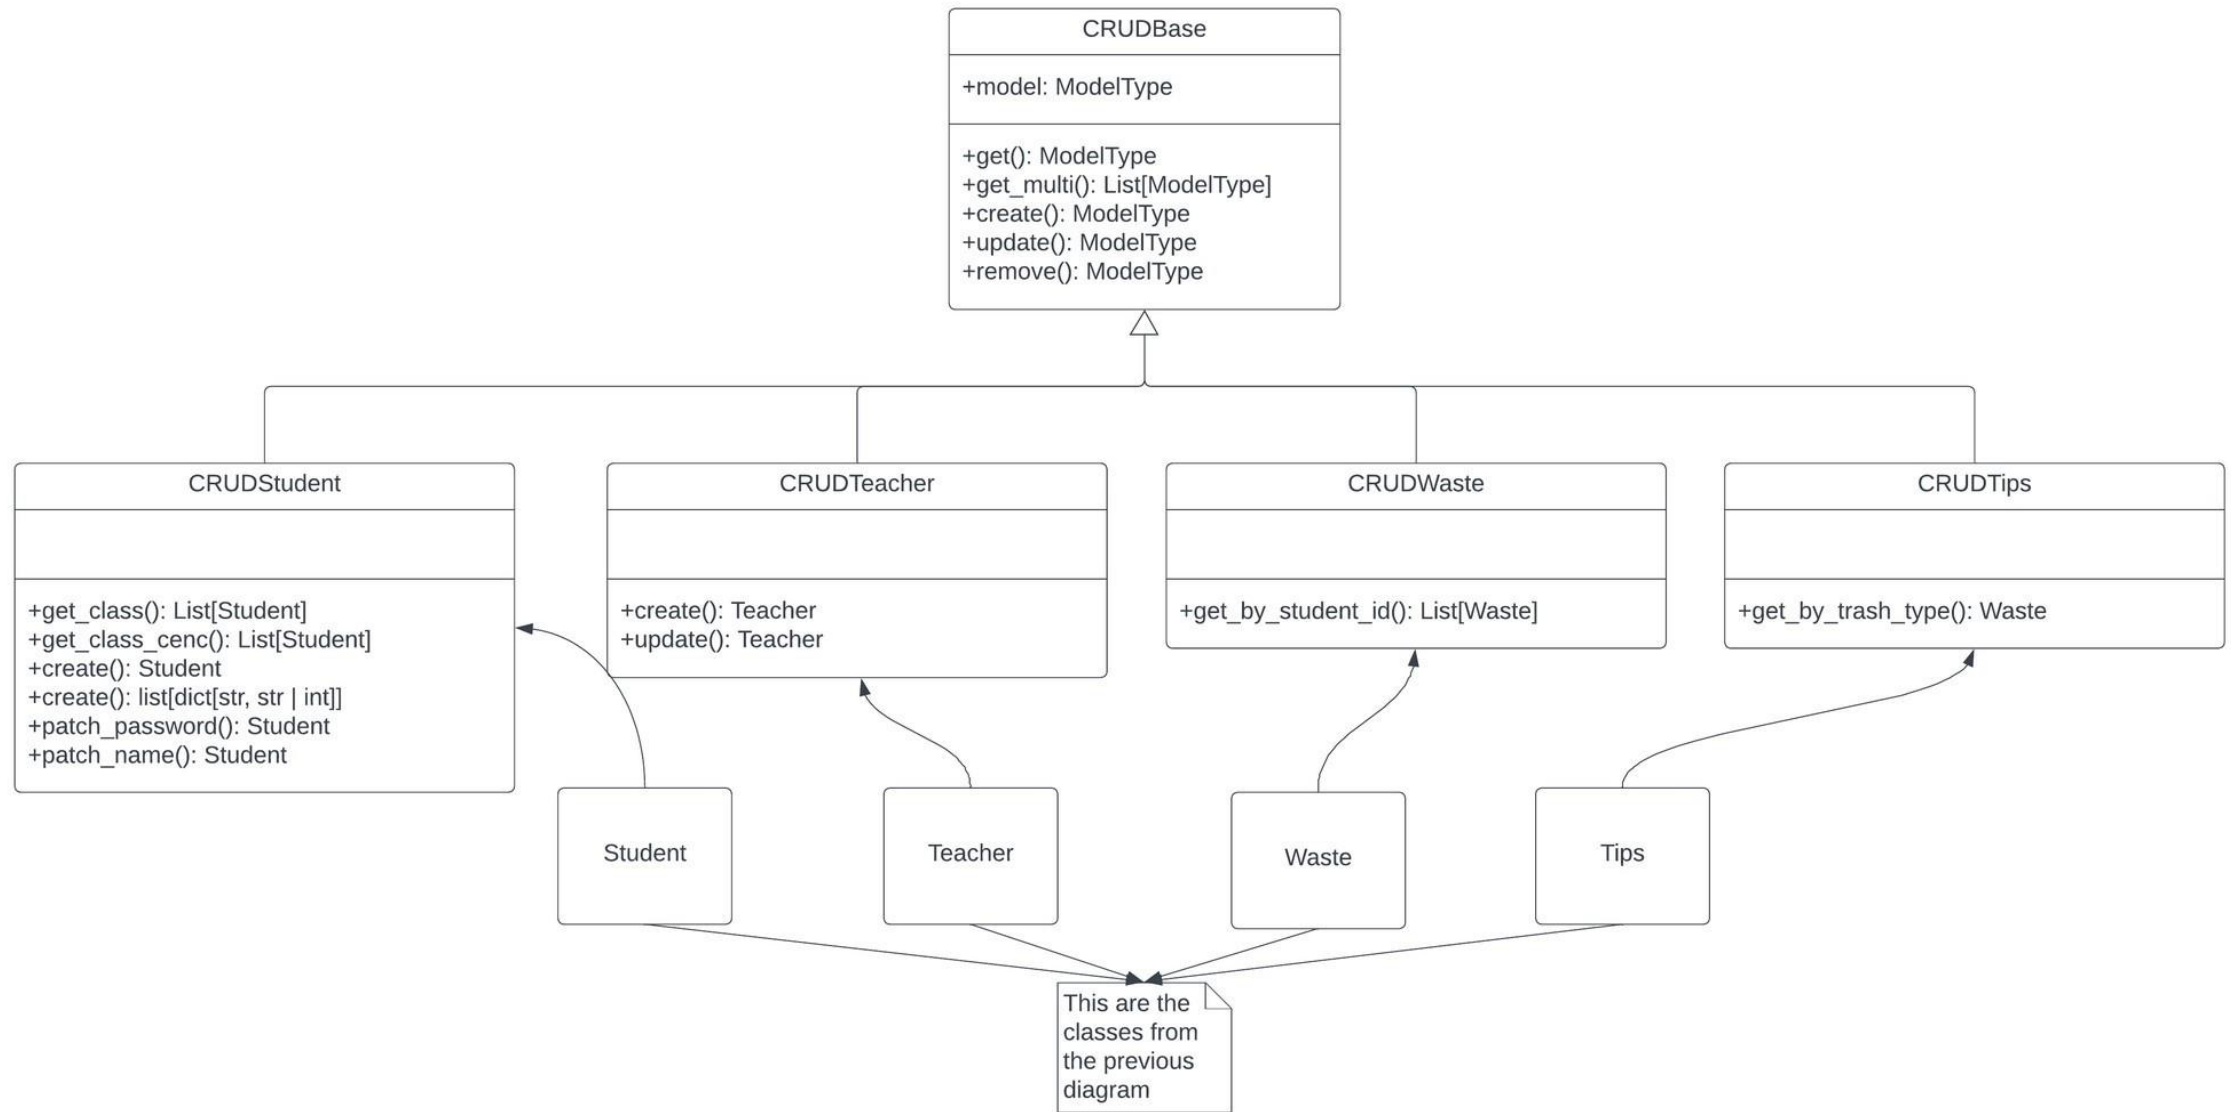 CRUDBase
+model: ModelType
+get(): ModelType
+get_multi(): List[ModelType]
+create(): ModelType
+update(): ModelType
+remove(): ModelType
CRUDStudent
+get_class(): List[Student]
+get_class_cenc(): List[Student]
+create(): Student
+create(): list[dict[str, str | int]]
+patch_password(): Student
+patch_name(): Student
CRUDTeacher
+create(): Teacher
+update(): Teacher
CRUDWaste
+get_by_student_id(): List[Waste]
CRUDTips
+get_by_trash_type(): Waste
Student
Teacher
Waste
Tips
This are the
classes from
the previous
diagram